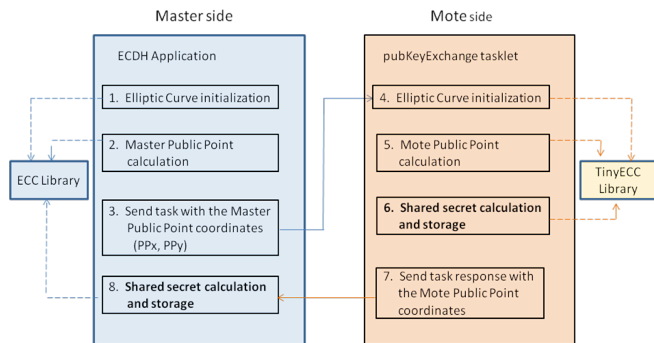 Master side
Mote side
ECDH Application
pubKeyExchange tasklet
1. Elliptic Curve initialization
4. Elliptic Curve initialization
2. Master Public Point
calculation
5. Mote Public Point
calculation
ECC Library
TinyECC
Library
3. Send task with the Master
Public Point coordinates
(PPx, PPy)
6. Shared secret calculation
and storage
8. Shared secret calculation
and storage
7. Send task response with
the Mote Public Point
coordinates